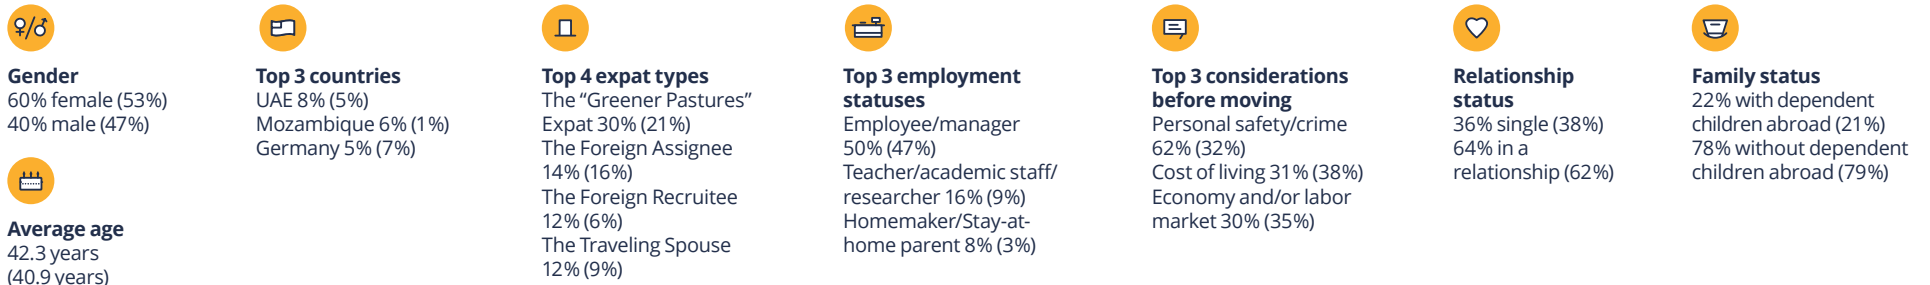 Gender
60% female (53%)
40% male (47%)
Average age
42.3 years
(40.9 years)
Top 3 countries
UAE 8% (5%)
Mozambique 6% (1%)
Germany 5% (7%)
Top 4 expat types
The “Greener Pastures”
Expat 30% (21%)
The Foreign Assignee
14% (16%)
The Foreign Recruitee
12% (6%)
The Traveling Spouse
12% (9%)
Top 3 employment
statuses
Employee/manager
50% (47%)
Teacher/academic staff/
researcher 16% (9%)
Homemaker/Stay-at-
home parent 8% (3%)
Top 3 considerations
before moving
Personal safety/crime
62% (32%)
Cost of living 31% (38%)
Economy and/or labor
market 30% (35%)
Relationship
status
36% single (38%)
64% in a
relationship (62%)
Family status
22% with dependent
children abroad (21%)
78% without dependent
children abroad (79%)